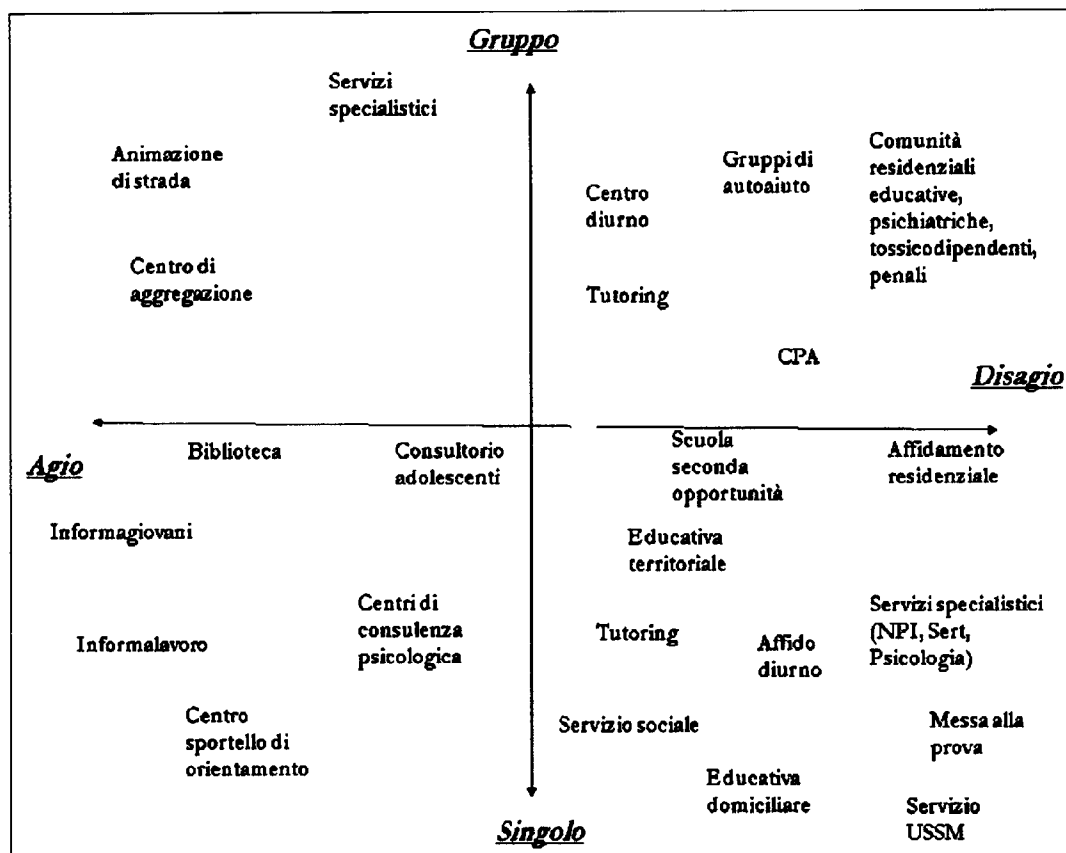 Gruppo
Servizi
specialistici
Animazione
di strada
Centro di
aggregazione
Centro
diurno
Gruppi di
autoaiuto
Comunità
residenziali
educative,
psichiatriche,
tossicodipendenti,
penali
Tutoring
CPA
Disagio
Agio
Biblioteca
Consultorio
adolescenti
Scuola
seconda
opportunità
Affidamento
residenziale
Informagiovani
Educativa
territoriale
Informalavoro
Centri di
consulenza
psicologica
Tutoring
Affido
diurno
Servizi specialistici
(NPI, Sert,
Psicologia)
Centro
sportello di
orientamento
Servizio sociale
Messa alla
prova
Educativa
domiciliare
Servizio
USSM
Singolo